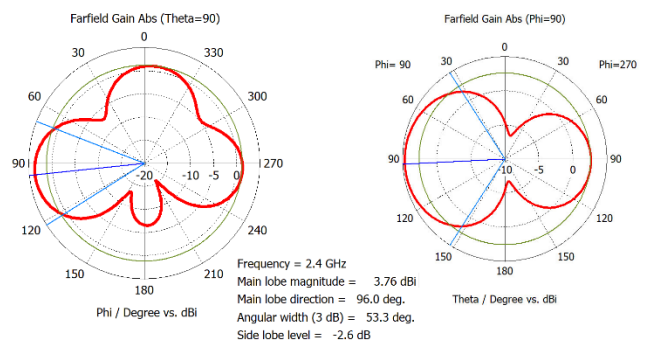 Farfield Gain Abs (Theta=90)
0
30
330
60
300
90
-20
-10
-5
0
270
120
240
150
210
180
Phi / Degree vs. dBi
Farfield Gain Abs (Phi=90)
0
Phi= 90
30
30
Phi=270
60
60
90
-10
-5
0
90
120
120
150
150
180
Theta / Degree vs. dBi
Frequency = 2.4 GHz
Main lobe magnitude = 3.76 dBi
Main lobe direction = 96.0 deg.
Angular width (3 dB) = 53.3 deg.
Side lobe level = -2.6 dB